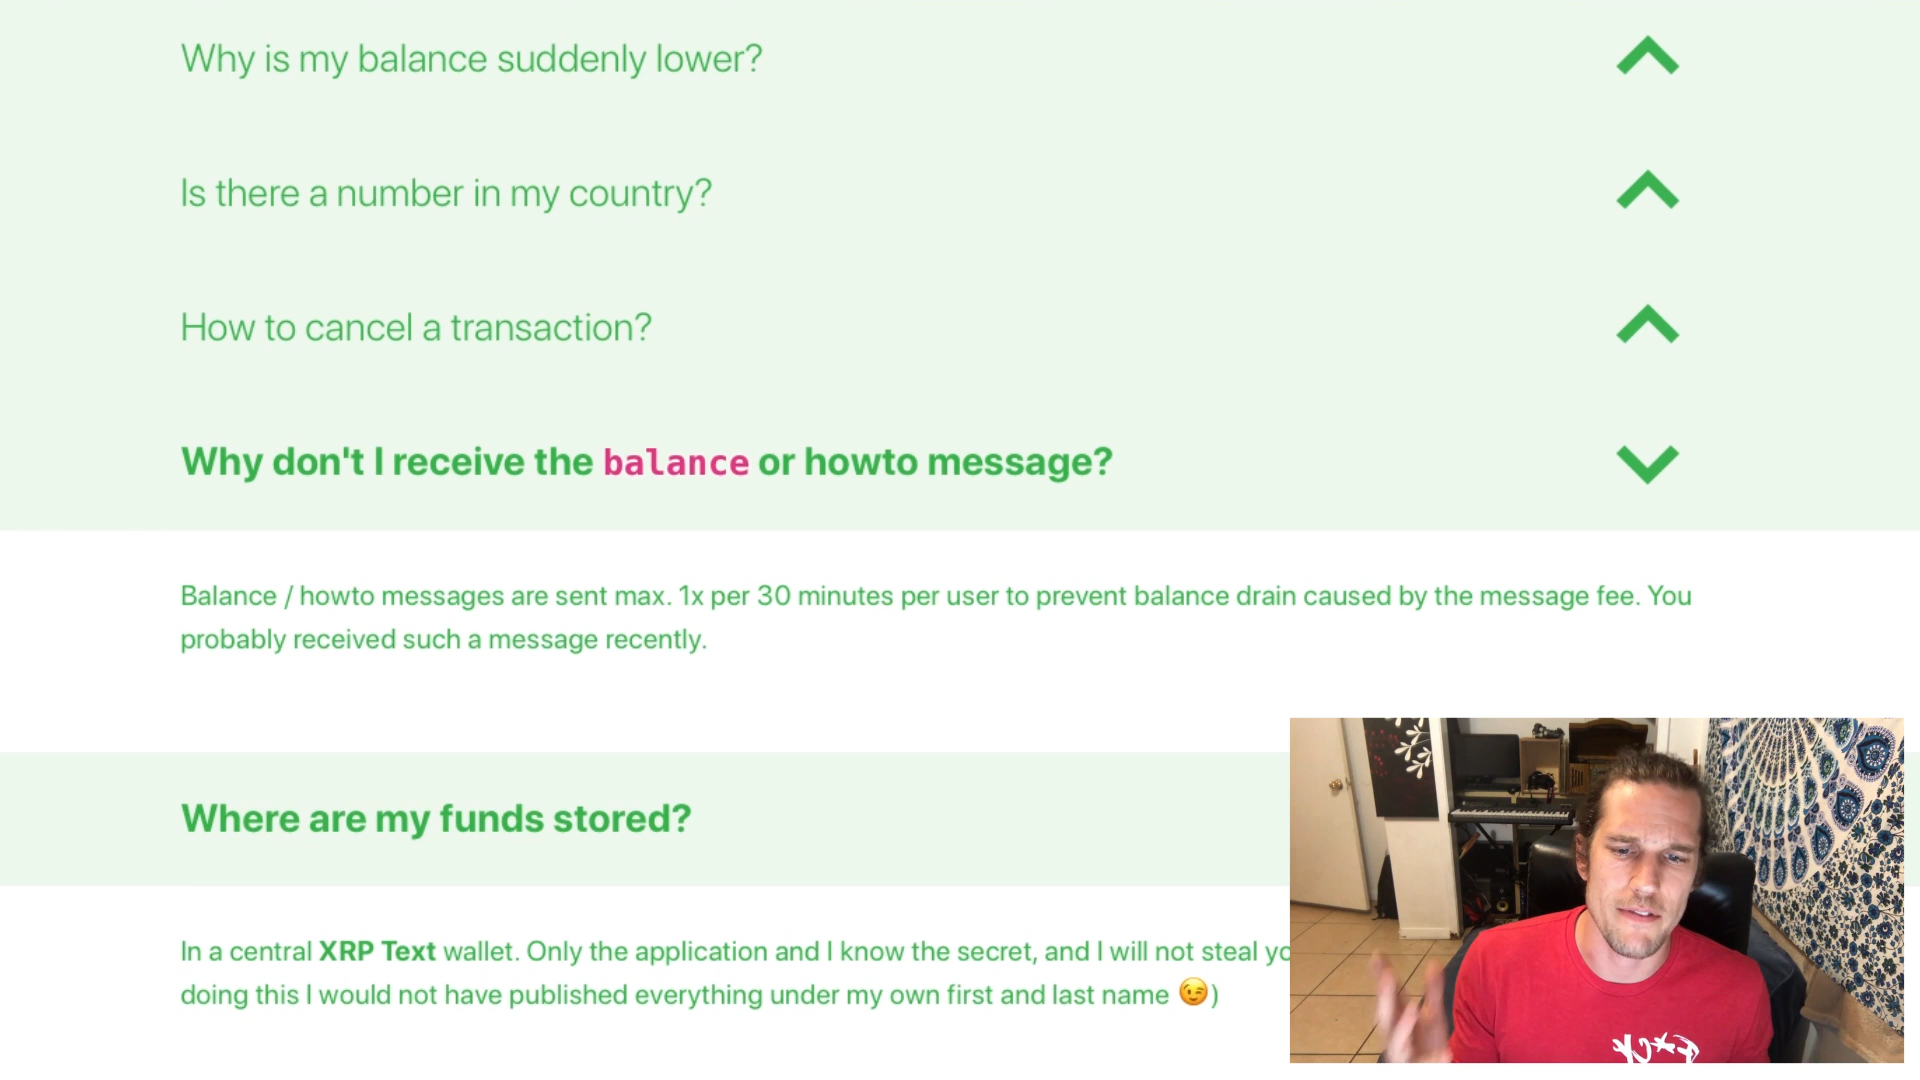 Why is my balance suddenly lower?
Is there a number in my country?
How to cancel a transaction?
Why don't I receive the balance or howto message?
Balance / howto messages are sent max. 1x per 30 minutes per user to prevent balance drain caused by the message fee. You
probably received such a message recently.
Where are my funds stored?
In a central XRP Text wallet. Only the application and I know the secret, and I will not steal yo
doing this I would not have published everything under my own first and last name 😉)